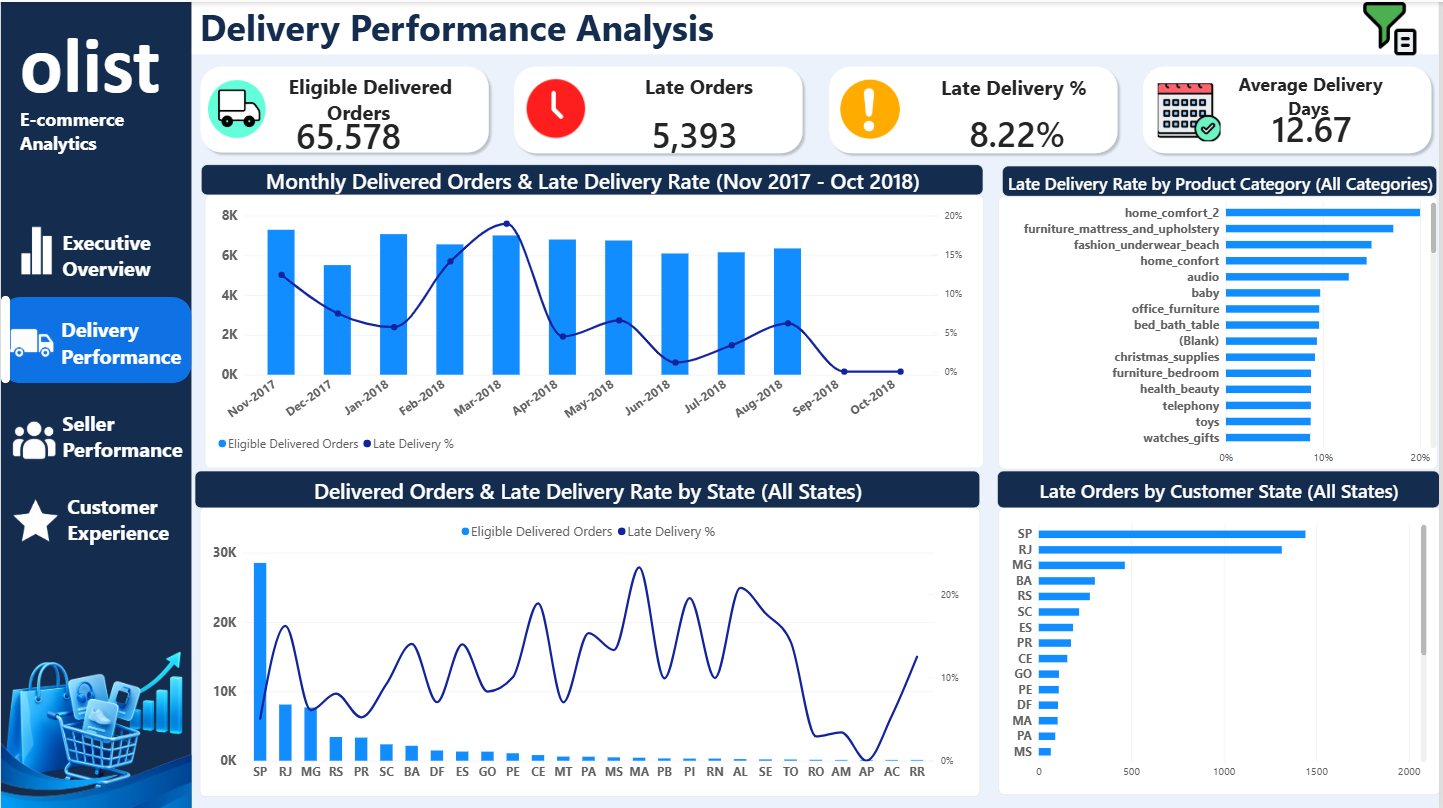 olist
E-commerce
Analytics
Executive
Overview
Delivery
Performance
Seller
Performance
Customer
Experience
Delivery Performance Analysis
Eligible Delivered
Orders
65,578
Late Orders
5,393
Late Delivery %
8.22%
Average Delivery
Days
12.67
Monthly Delivered Orders & Late Delivery Rate (Nov 2017 - Oct 2018)
8K
6K
4K
2K
0K
20%
15%
10%
5%
0%
Nov-2017
Dec-2017
Jan-2018
Feb-2018
Mar-2018
Apr-2018
May-2018
Jun-2018
Jul-2018
Aug-2018
Sep-2018
Oct-2018
Eligible Delivered Orders Late Delivery %
Late Delivery Rate by Product Category (All Categories)
home_comfort_2
furniture_mattress_and_upholstery
fashion_underwear_beach
home_confort
audio
baby
office_furniture
bed_bath_table
(Blank)
christmas_supplies
furniture_bedroom
health_beauty
telephony
toys
watches_gifts
0% 10% 20%
Delivered Orders & Late Delivery Rate by State (All States)
Eligible Delivered Orders Late Delivery %
30K
20K
10K
0K
20%
10%
0%
SP RJ MG RS PR SC BA DF ES GO PE CE MT PA MS MA PB PI RN AL SE TO RO AM AP AC RR
Late Orders by Customer State (All States)
SP
RJ
MG
BA
RS
SC
ES
PR
CE
GO
PE
DF
MA
PA
MS
0 500 1000 1500 2000